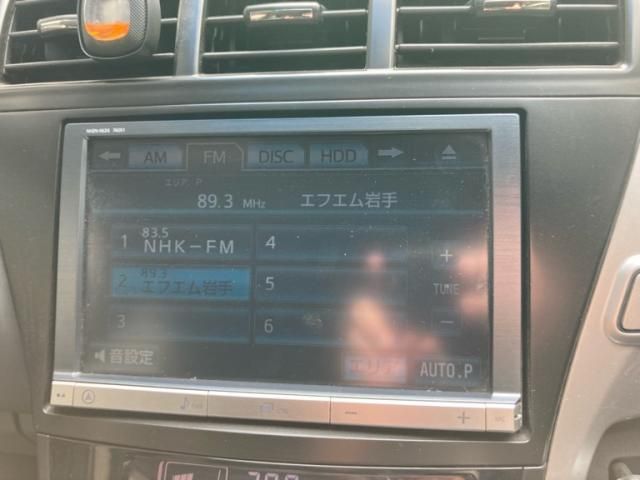 AM FM DISC HDD
エリア P
89.3 MHz エフエム岩手
83.5
1 NHK-FM 4
89.3
2 エフエム岩手 5
TUNE
3 6
音設定 エリア AUTO.P